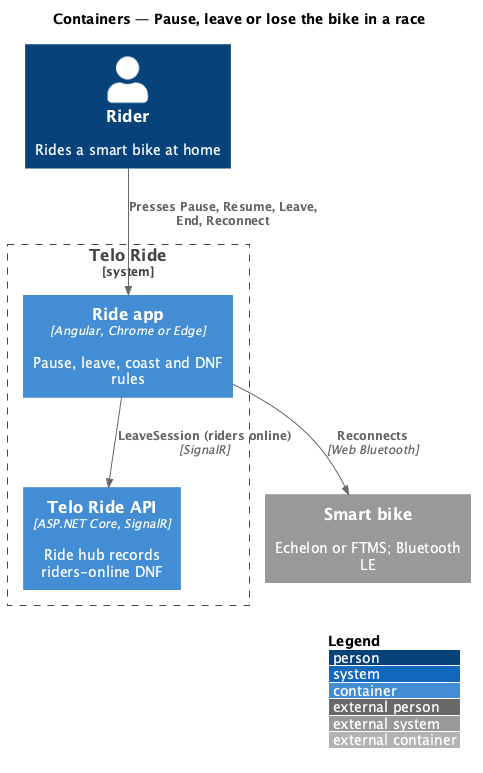 Containers — Pause, leave or lose the bike in a race
Rider
Rides a smart bike at home
Presses Pause, Resume, Leave,
End, Reconnect
Telo Ride
[system]
Ride app
[Angular, Chrome or Edge]
Pause, leave, coast and DNF
rules
LeaveSession (riders online)
[SignalR]
Reconnects
[Web Bluetooth]
Telo Ride API
[ASP.NET Core, SignalR]
Ride hub records
riders-online DNF
Smart bike
Echelon or FTMS; Bluetooth
LE
Legend
person
system
container
external person
external system
external container